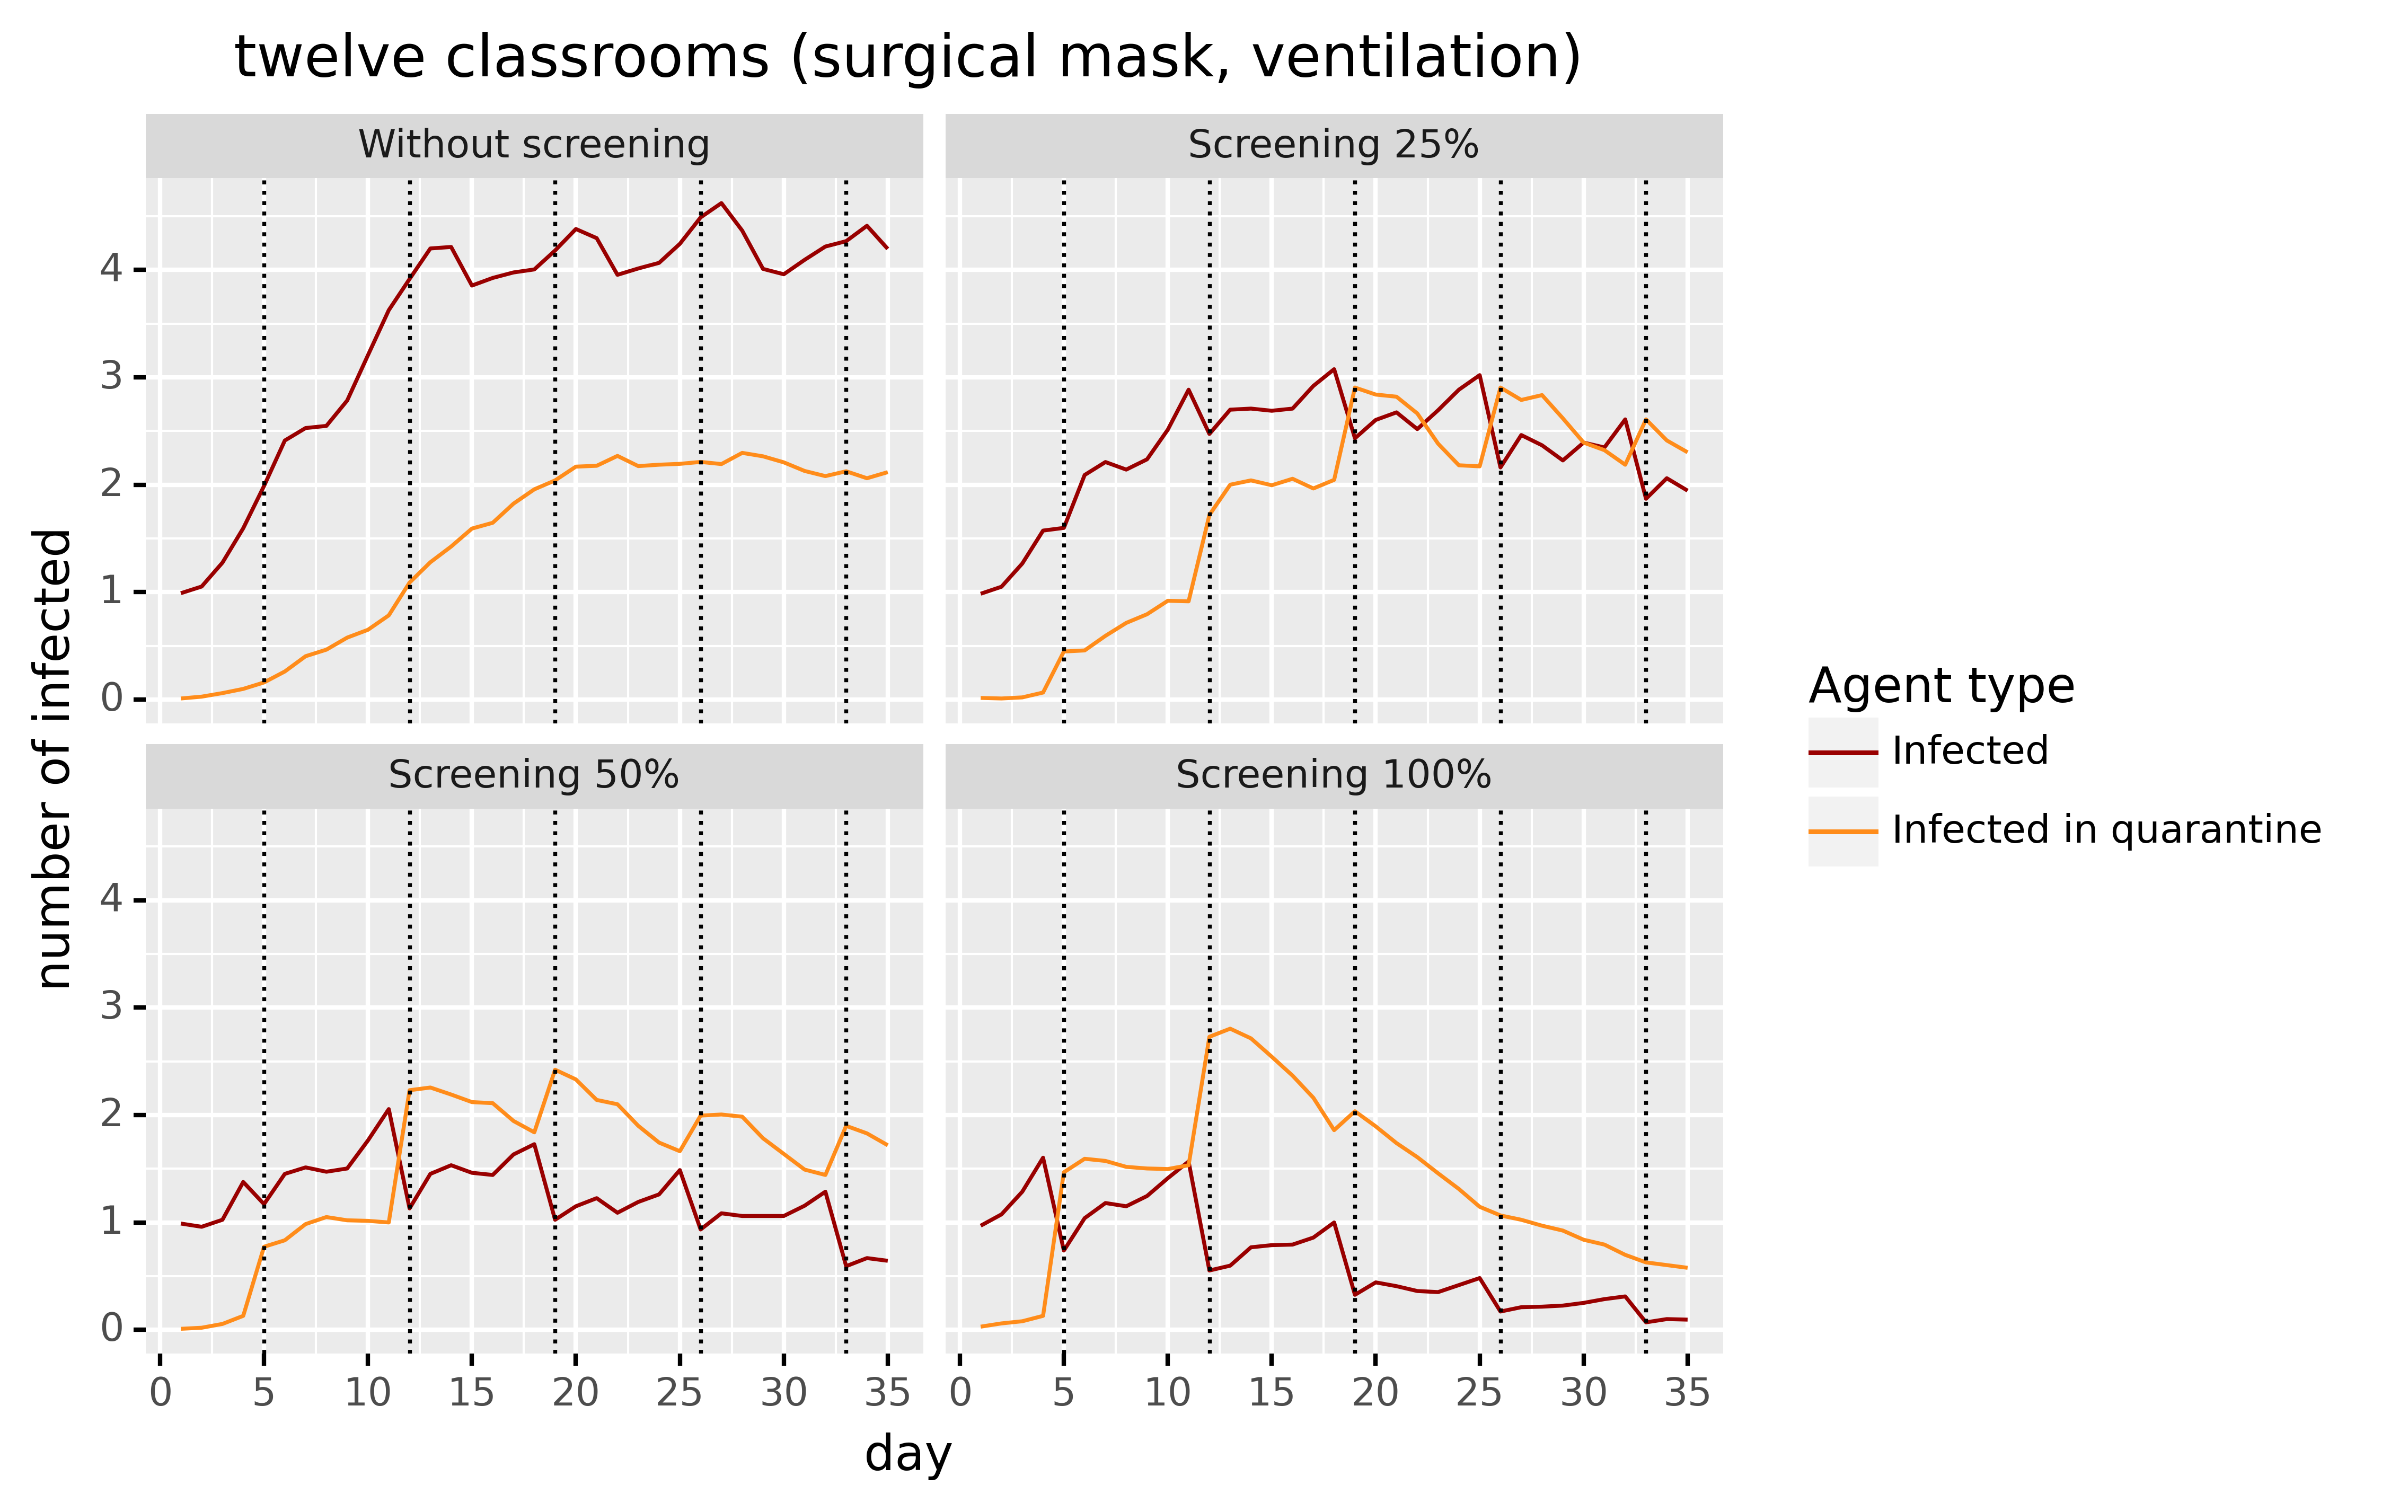 twelve classrooms (surgical mask, ventilation)
Without screening
Screening 25%
4
3
2
1
0
number of infected
Screening 50%
Screening 100%
4
3
2
1
0
0 5 10 15 20 25 30 35
0 5 10 15 20 25 30 35
day
Agent type
Infected
Infected in quarantine